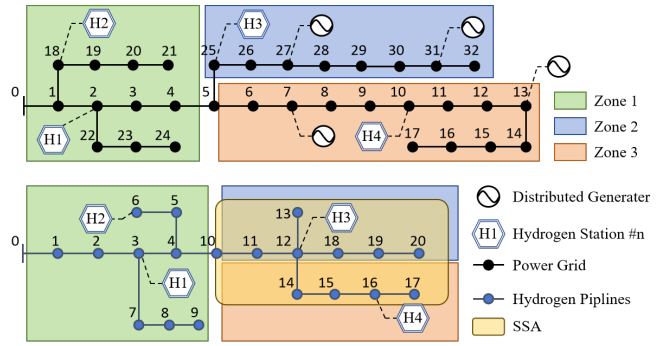 H2 H3
18 19 20 21 25 26 27 28 29 30 31 32
0 1 2 3 4 5 6 7 8 9 10 11 12 13
H1 22 23 24 H4 17 16 15 14
Zone 1
Zone 2
Zone 3
H2 6 5 13 H3
0 1 2 3 4 10 11 12 18 19 20
H1 14 15 16 17
7 8 9 H4
Distributed Generater
H1 Hydrogen Station #n
Power Grid
Hydrogen Piplines
SSA